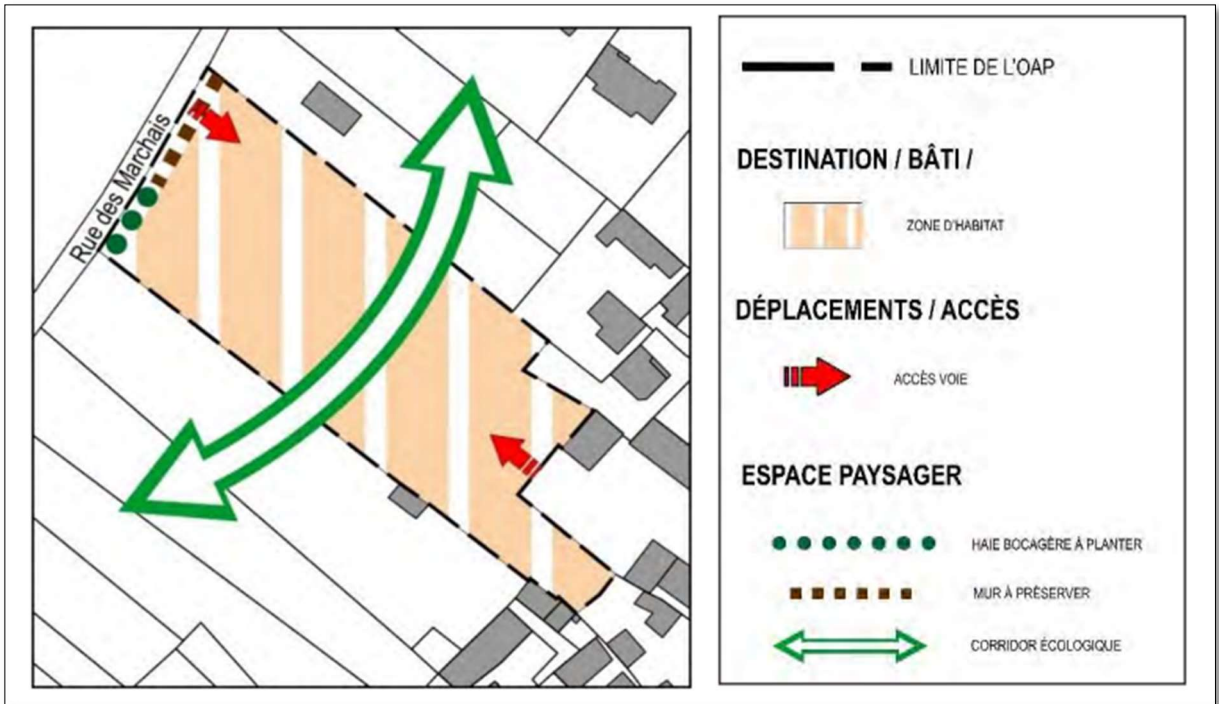 Rue des Marchais
LIMITE DE L'OAP
DESTINATION / BÂTI /
ZONE D'HABITAT
DÉPLACEMENTS / ACCÈS
ACCÈS VOIE
ESPACE PAYSAGER
HAIE BOCAGÈRE À PLANTER
MUR À PRÉSERVER
CORRIDOR ÉCOLOGIQUE